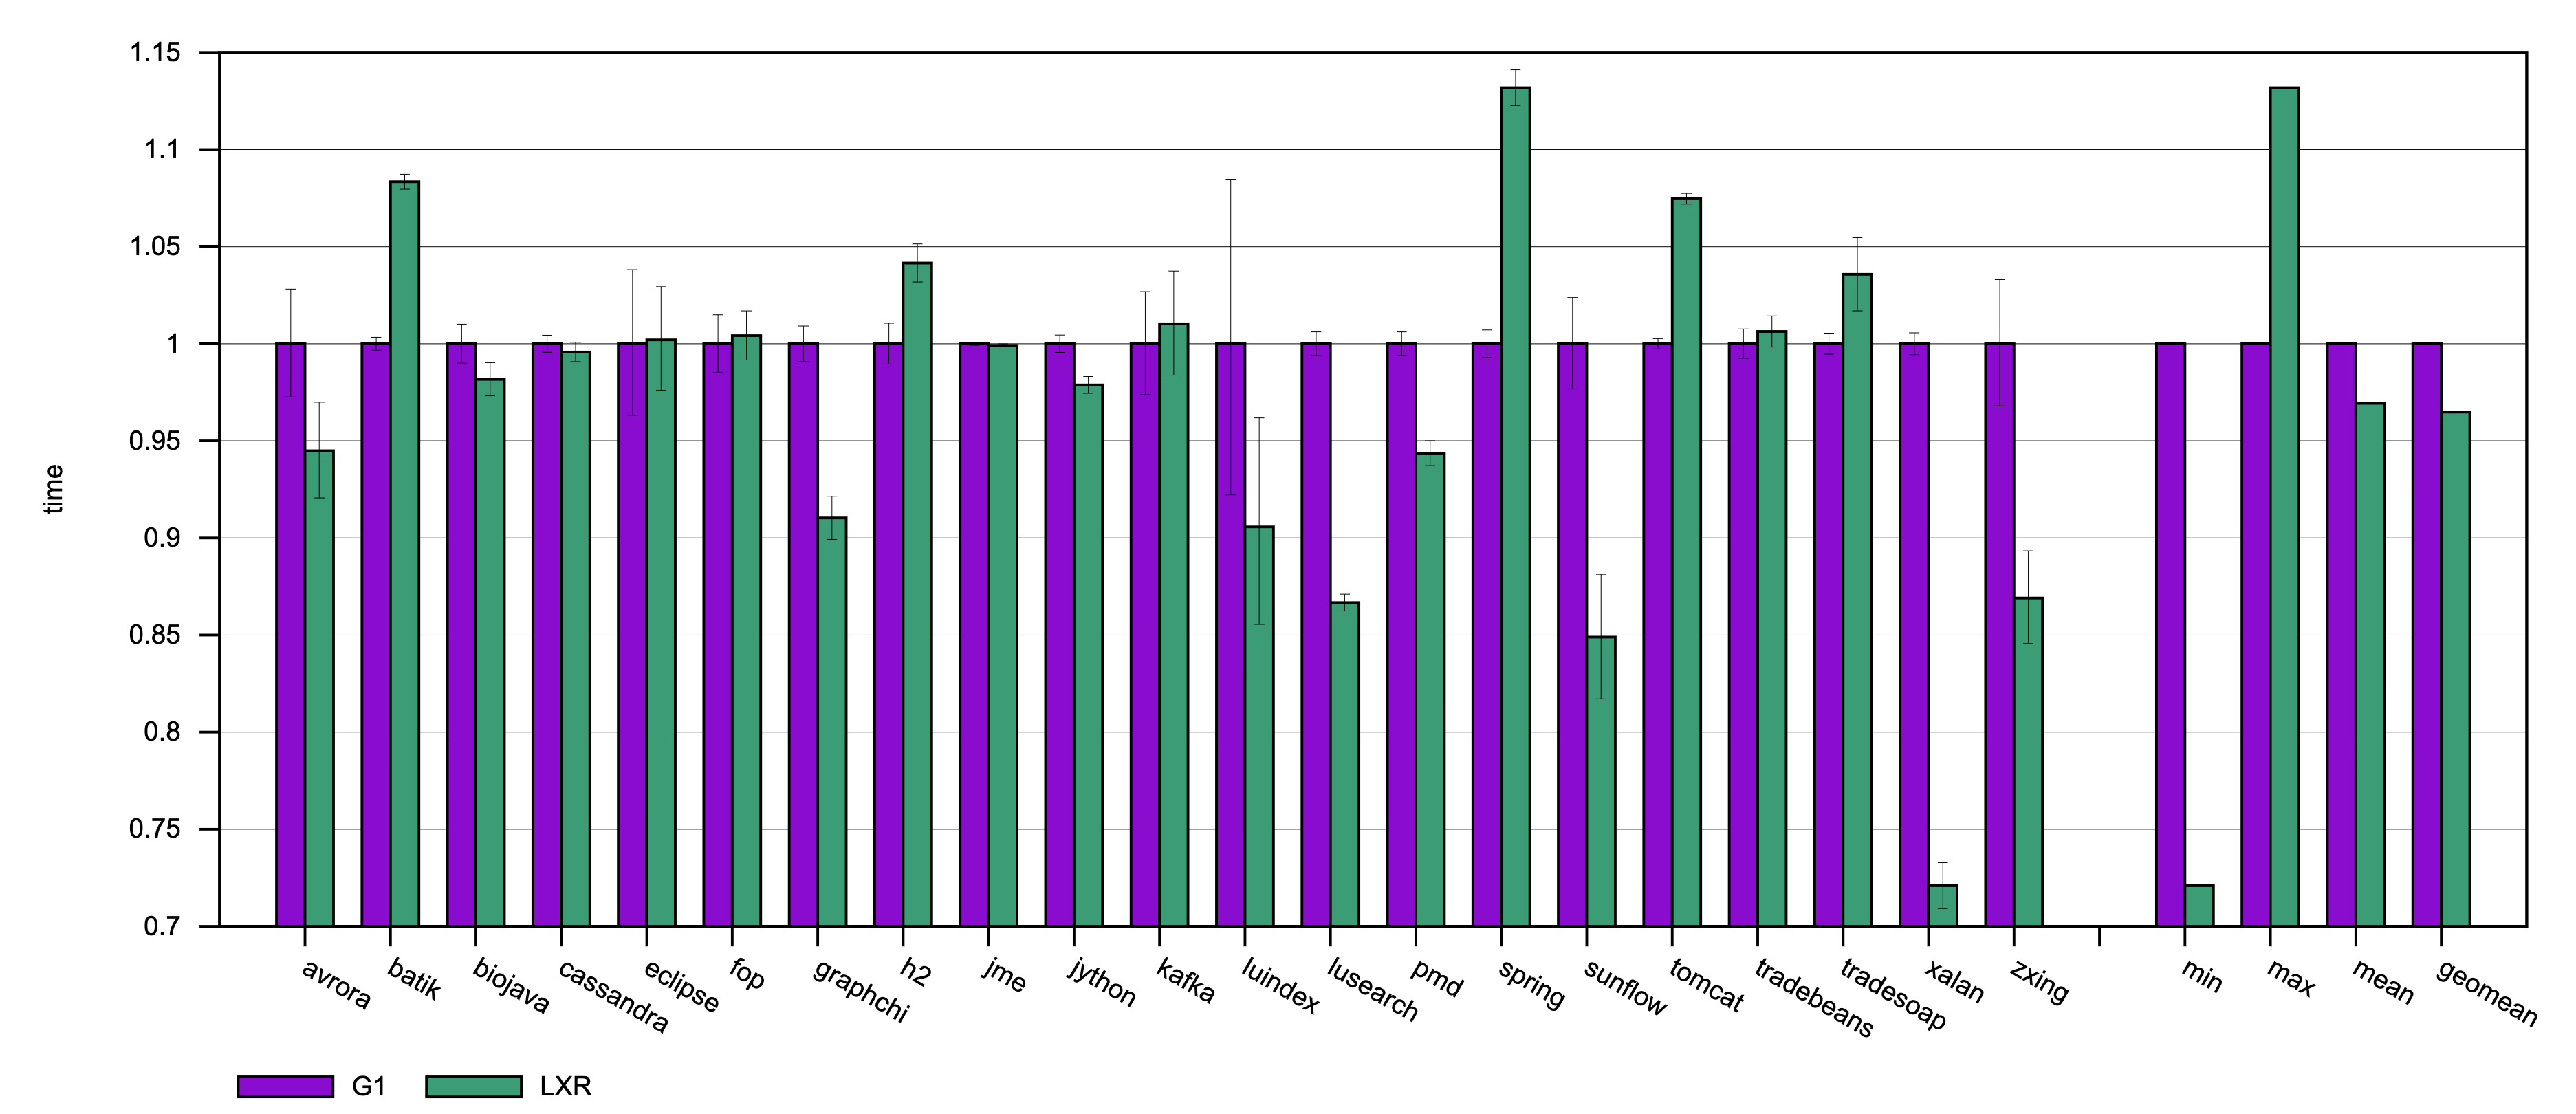 1.15
1.1
1.05
1
0.95
0.9
0.85
0.8
0.75
0.7
time
avrora
batik
biojava
cassandra
eclipse
fop
graphchi
h2
jme
jython
kafka
luindex
lusearch
pmd
spring
sunflow
tomcat
tradebeans
tradesoap
xalan
zxing
min
max
mean
geomean
G1 LXR